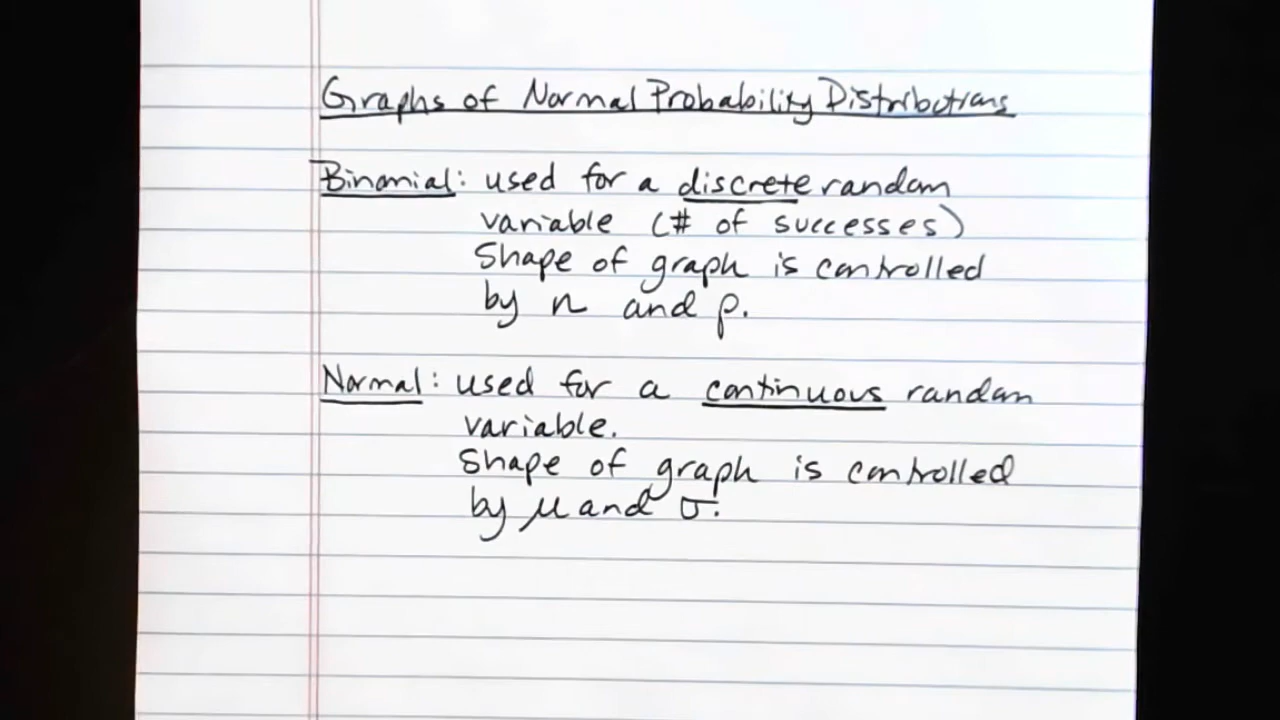 Graphs of Normal Probability Distributions
Binomial: used for a discrete random
variable (# of successes)
Shape of graph is controlled
by n and p.
Normal: used for a continuous random
variable.
Shape of graph is controlled
by μ and σ.